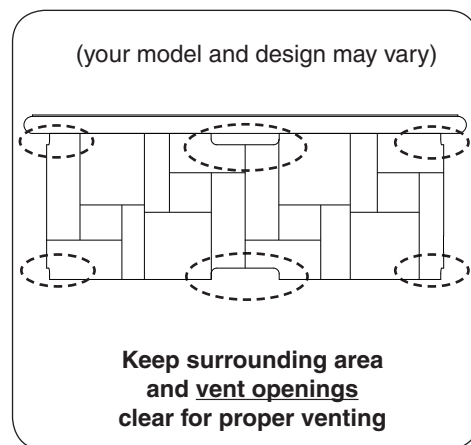 (your model and design may vary)
Keep surrounding area
and vent openings
clear for proper venting